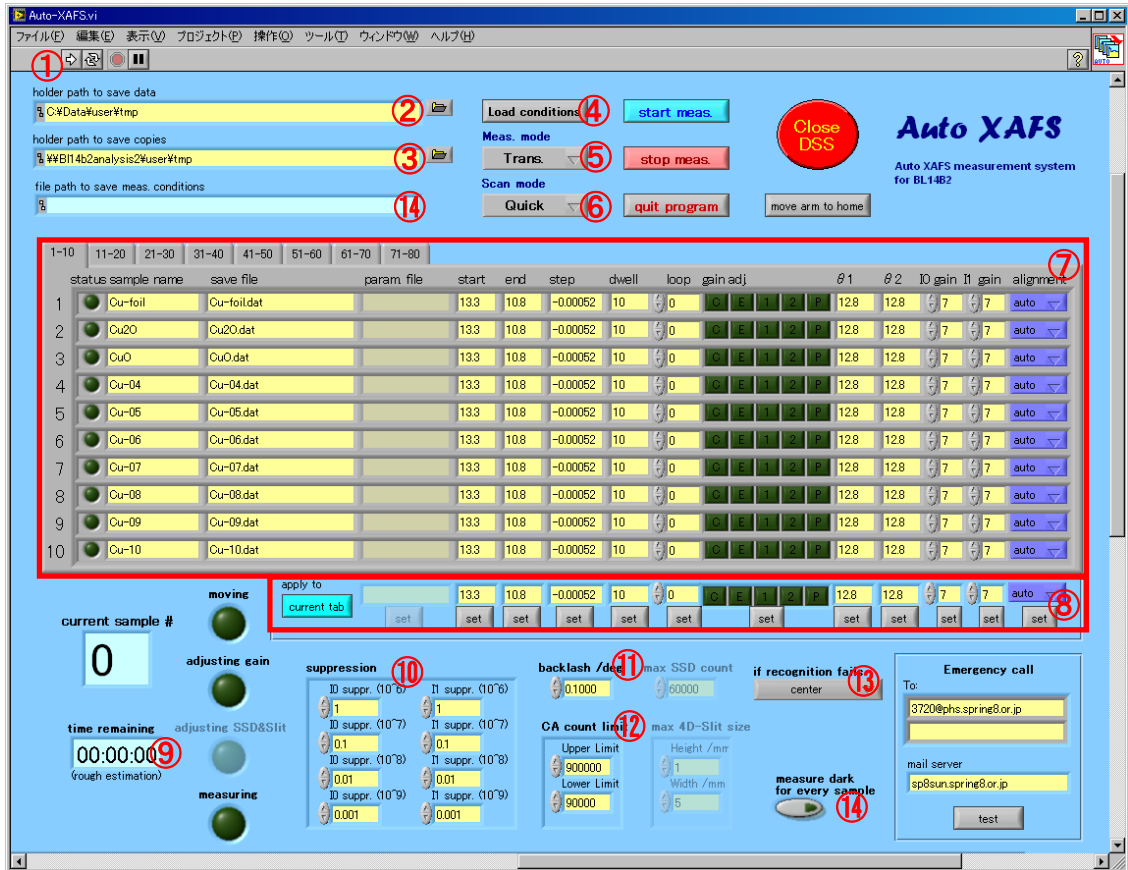 Auto-XAFS.vi
ファイル(F) 編集(E) 表示(V) プロジェクト(P) 操作(O) ツール(T) ウィンドウ(W) ヘルプ(H)
①
?
AUTO
holder path to save data
C:¥Data¥user¥tmp ②
holder path to save copies
¥¥Bl14b2analysis2¥user¥tmp ③
file path to save meas. conditions
⑭
Load conditions ④
Meas. mode
Trans. ⑤
Scan mode
Quick ⑥
start meas.
stop meas.
quit program
Close
DSS
move arm to home
Auto XAFS
Auto XAFS measurement system
for BL14B2
1-10 11-20 21-30 31-40 41-50 51-60 61-70 71-80 ⑦
status sample name save file param. file start end step dwell loop gain adj. θ1 θ2 I0 gain I1 gain alignment
1 Cu-foil Cu-foil.dat 13.3 10.8 -0.00052 10 0 C E 1 2 P 12.8 12.8 7 7 auto
2 Cu2O Cu2O.dat 13.3 10.8 -0.00052 10 0 C E 1 2 P 12.8 12.8 7 7 auto
3 CuO CuO.dat 13.3 10.8 -0.00052 10 0 C E 1 2 P 12.8 12.8 7 7 auto
4 Cu-04 Cu-04.dat 13.3 10.8 -0.00052 10 0 C E 1 2 P 12.8 12.8 7 7 auto
5 Cu-05 Cu-05.dat 13.3 10.8 -0.00052 10 0 C E 1 2 P 12.8 12.8 7 7 auto
6 Cu-06 Cu-06.dat 13.3 10.8 -0.00052 10 0 C E 1 2 P 12.8 12.8 7 7 auto
7 Cu-07 Cu-07.dat 13.3 10.8 -0.00052 10 0 C E 1 2 P 12.8 12.8 7 7 auto
8 Cu-08 Cu-08.dat 13.3 10.8 -0.00052 10 0 C E 1 2 P 12.8 12.8 7 7 auto
9 Cu-09 Cu-09.dat 13.3 10.8 -0.00052 10 0 C E 1 2 P 12.8 12.8 7 7 auto
10 Cu-10 Cu-10.dat 13.3 10.8 -0.00052 10 0 C E 1 2 P 12.8 12.8 7 7 auto
apply to
current tab 13.3 10.8 -0.00052 10 0 C E 1 2 P 12.8 12.8 7 7 auto ⑧
set set set set set set set set set set set set
current sample #
0
time remaining
00:00:00 ⑨
(rough estimation)
moving
adjusting gain
adjusting SSD&Slit
measuring
suppression ⑩
I0 suppr. (10^6) I1 suppr. (10^6)
1 1
I0 suppr. (10^7) I1 suppr. (10^7)
0.1 0.1
I0 suppr. (10^8) I1 suppr. (10^8)
0.01 0.01
I0 suppr. (10^9) I1 suppr. (10^9)
0.001 0.001
backlash /deg ⑪ max SSD count
0.1000 60000
CA count limit ⑫ max 4D-Slit size
Upper Limit Height /mm
900000 1
Lower Limit Width /mm
90000 5
if recognition fails
center ⑬
measure dark
for every sample
⑭
Emergency call
To:
3720@phs.spring8.or.jp
mail server
sp8sun.spring8.or.jp
test